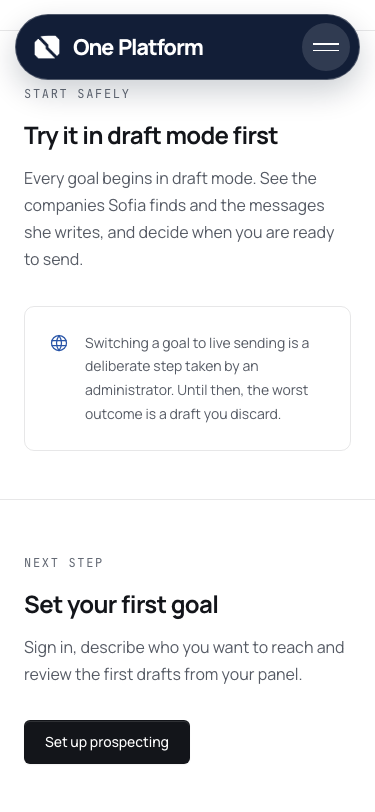 One Platform
START SAFELY
Try it in draft mode first
Every goal begins in draft mode. See the
companies Sofia finds and the messages
she writes, and decide when you are ready
to send.
Switching a goal to live sending is a
deliberate step taken by an
administrator. Until then, the worst
outcome is a draft you discard.
NEXT STEP
Set your first goal
Sign in, describe who you want to reach and
review the first drafts from your panel.
Set up prospecting